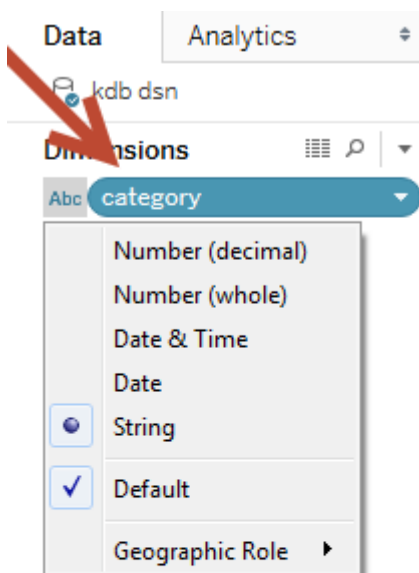 Data Analytics
kdb dsn
Dimensions
Abc category
Number (decimal)
Number (whole)
Date & Time
Date
String
Default
Geographic Role